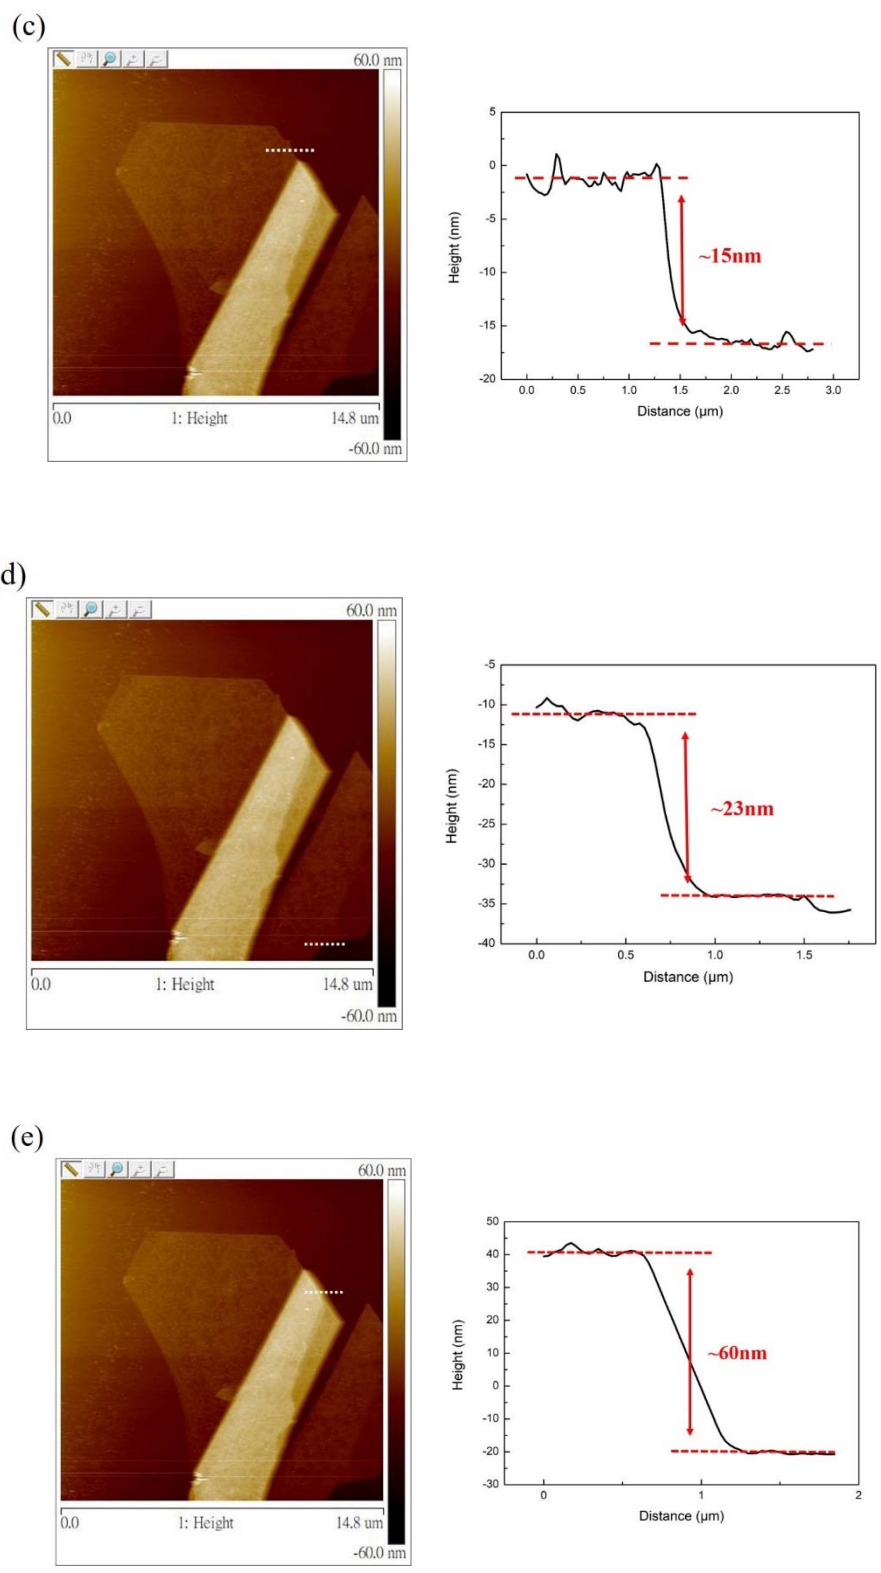 (c)
60.0 nm
0.0
1: Height
14.8 um
-60.0 nm
5
0
-5
-10
-15
-20
Height (nm)
~15nm
0.0 0.5 1.0 1.5 2.0 2.5 3.0
Distance (μm)
d)
60.0 nm
0.0
1: Height
14.8 um
-60.0 nm
-5
-10
-15
-20
-25
-30
-35
-40
Height (nm)
~23nm
0.0 0.5 1.0 1.5
Distance (μm)
(e)
60.0 nm
0.0
1: Height
14.8 um
-60.0 nm
50
40
30
20
10
0
-10
-20
-30
Height (nm)
~60nm
0 1 2
Distance (μm)